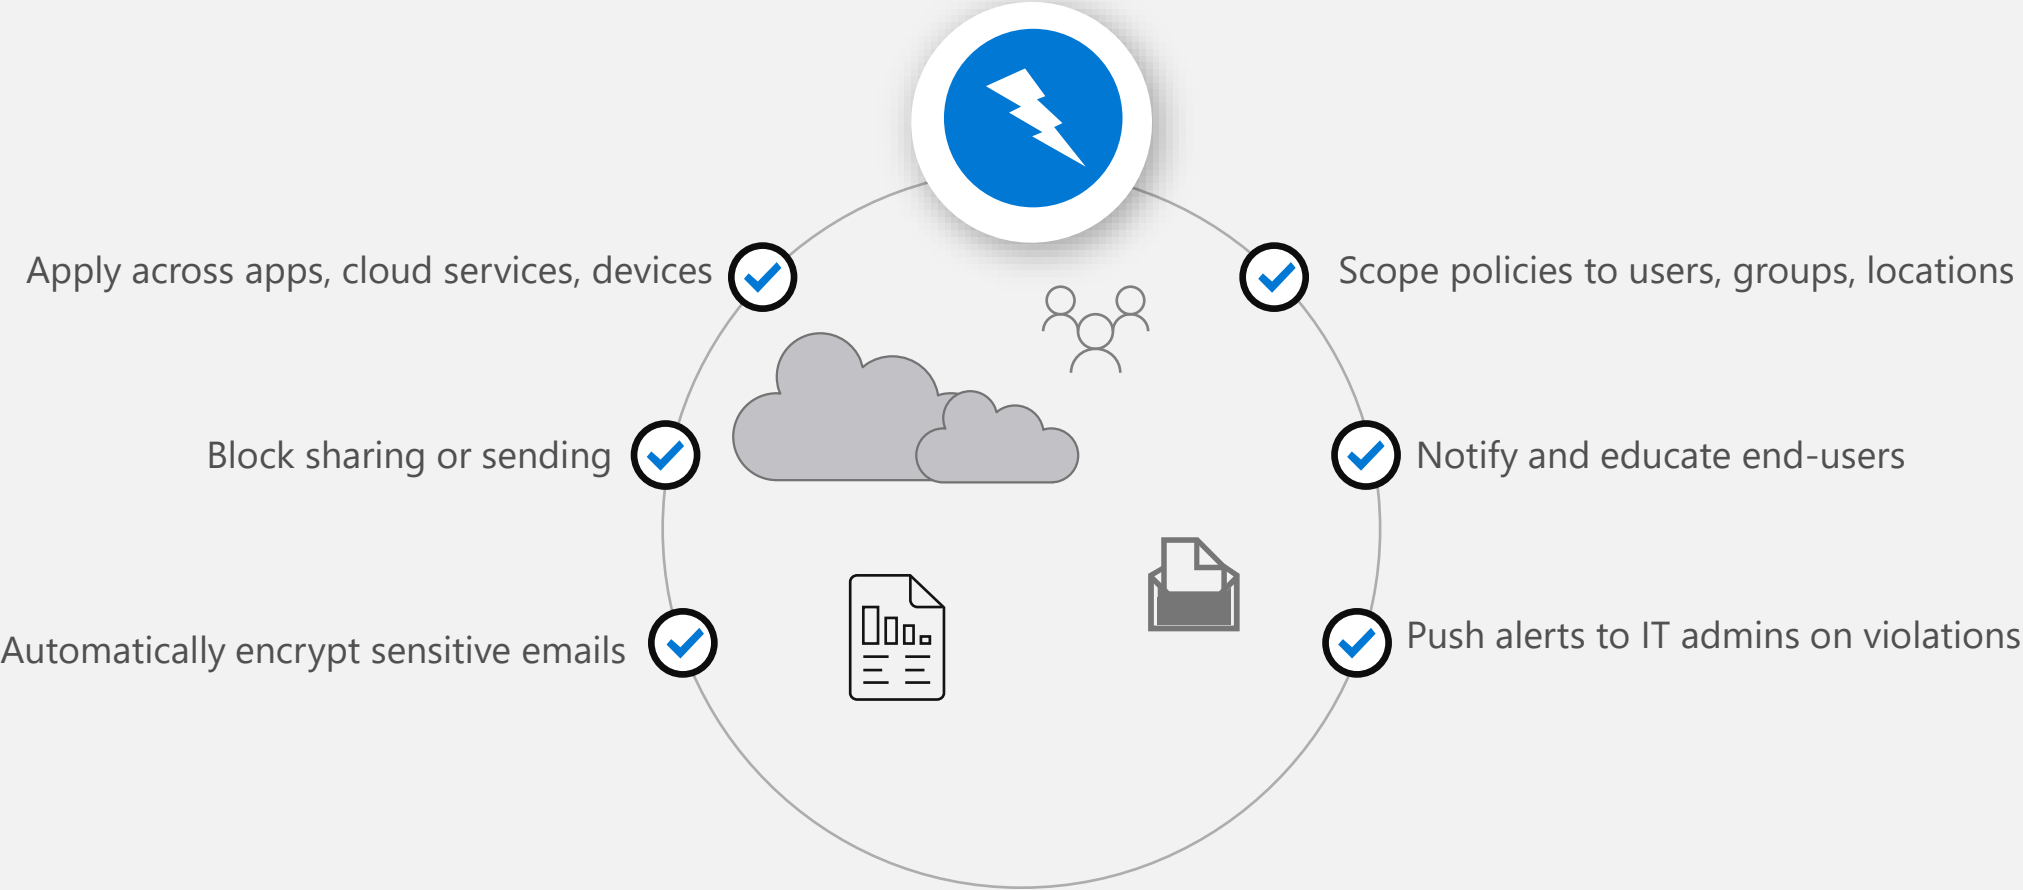 Apply across apps, cloud services, devices
Scope policies to users, groups, locations
Block sharing or sending
Notify and educate end-users
Automatically encrypt sensitive emails
Push alerts to IT admins on violations